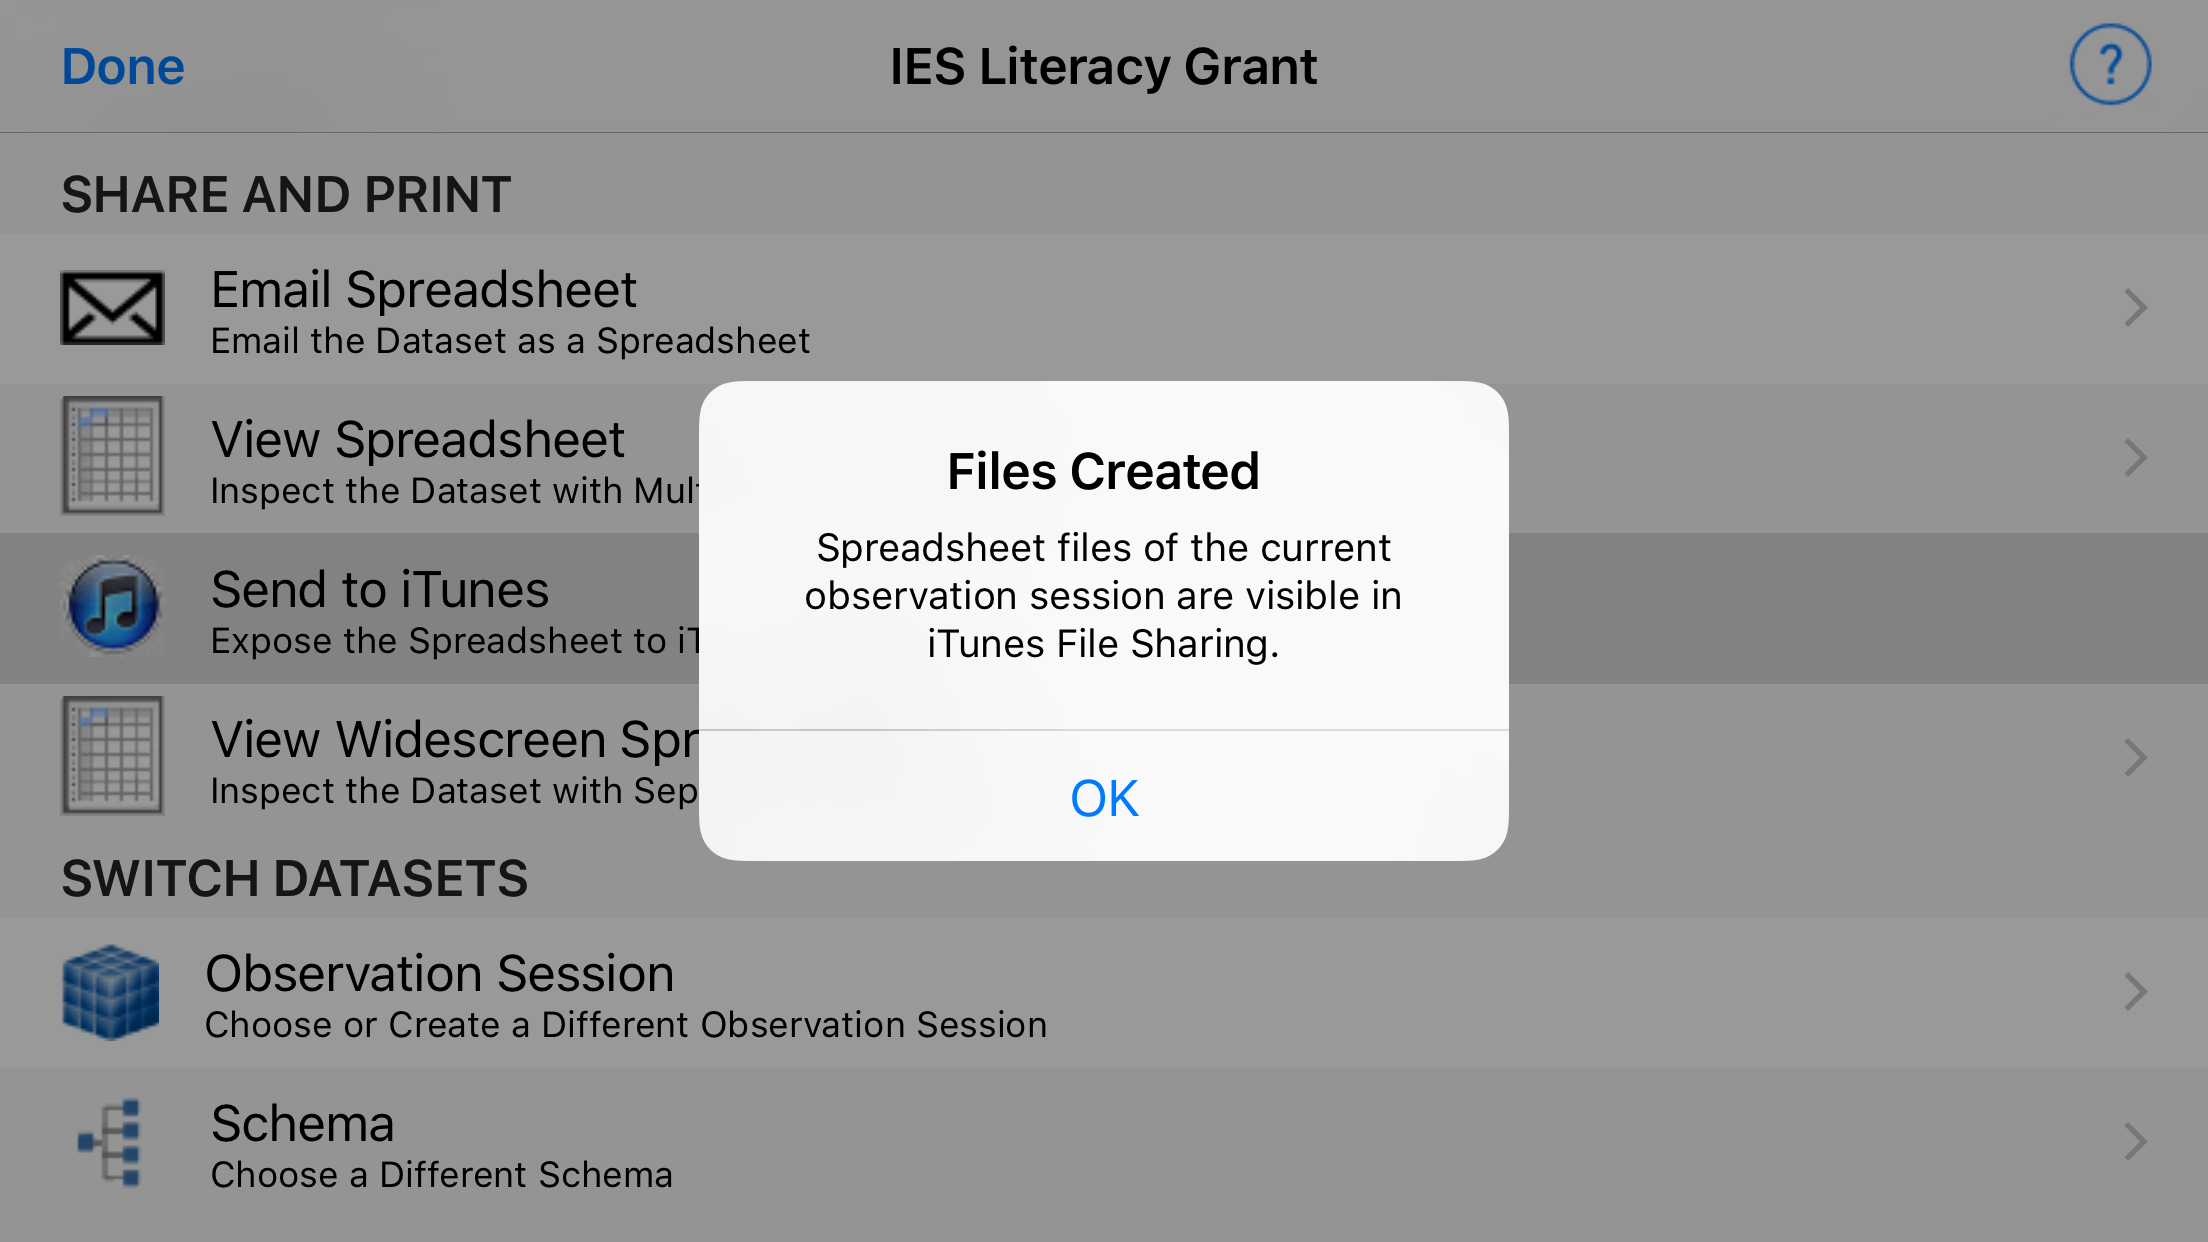 Done
IES Literacy Grant
?
SHARE AND PRINT
Email Spreadsheet
Email the Dataset as a Spreadsheet
View Spreadsheet
Inspect the Dataset with
Send to iTunes
Expose the Spreadsheet to
View Widescreen
Inspect the Dataset with
Files Created
Spreadsheet files of the current
observation session are visible in
iTunes File Sharing.
OK
SWITCH DATASETS
Observation Session
Choose or Create a Different Observation Session
Schema
Choose a Different Schema